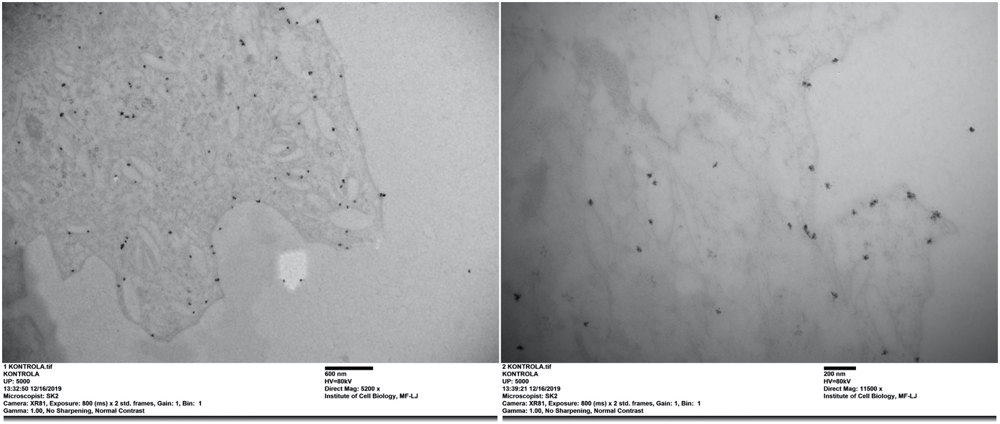 1 KONTROLA.tif
KONTROLA
UP: 5000
13:32:50 12/16/2019
Microscopist: SK2
Camera: XR81, Exposure: 800 (ms) x 2 std. frames, Gain: 1, Bin: 1
Gamma: 1.00, No Sharpening, Normal Contrast
600 nm
HV=80kV
Direct Mag: 5200 x
Institute of Cell Biology, MF-LJ
2 KONTROLA.tif
KONTROLA
UP: 5000
13:39:21 12/16/2019
Microscopist: SK2
Camera: XR81, Exposure: 800 (ms) x 2 std. frames, Gain: 1, Bin: 1
Gamma: 1.00, No Sharpening, Normal Contrast
200 nm
HV=80kV
Direct Mag: 11500 x
Institute of Cell Biology, MF-LJ